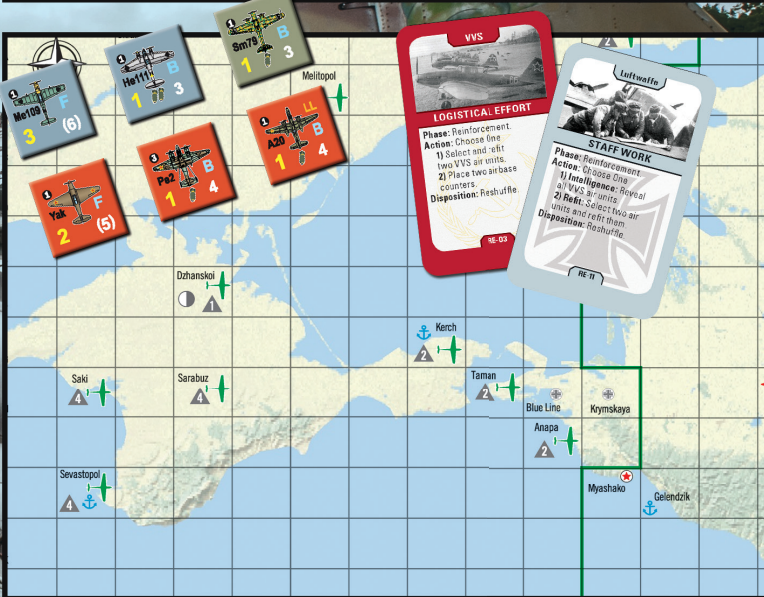 1
Sm79
B
1
3
1
He111
B
1
3
1
Me109
F
3
(6)
1
A20
LL
B
1
4
3
Pe2
B
1
4
1
Yak
F
2
(5)
Melitopol
2
VVS
LOGISTICAL EFFORT
Phase: Reinforcement.
Action: Choose One
1) Select and refit
two VVS air units.
2) Place two airbase
counters.
Disposition: Reshuffle.
RE-03
Luftwaffe
STAFF WORK
Phase: Reinforcement.
Action: Choose One
1) Intelligence: Reveal
all VVS air units.
2) Refit: Select two air
units and refit them.
Disposition: Reshuffle.
RE-11
Dzhanskoi
1
Kerch
2
Saki
4
Sarabuz
4
Taman
2
Blue Line
Krymskaya
Anapa
2
Sevastopol
4
Myashako
Gelendzik